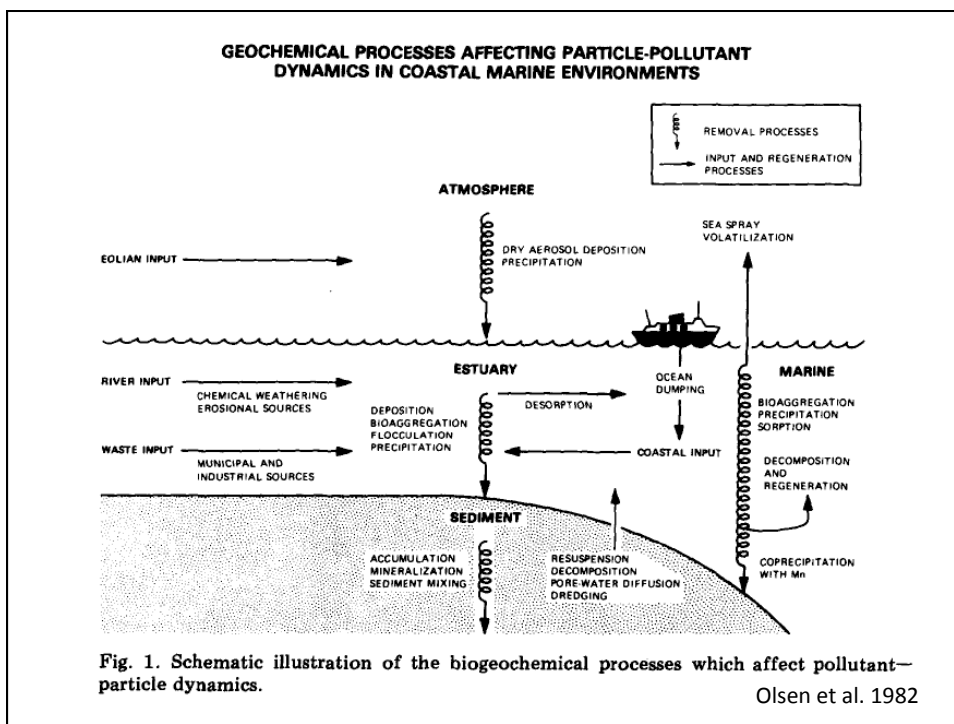 GEOCHEMICAL PROCESSES AFFECTING PARTICLE-POLLUTANT
DYNAMICS IN COASTAL MARINE ENVIRONMENTS
REMOVAL PROCESSES
INPUT AND REGENERATION
PROCESSES
ATMOSPHERE
SEA SPRAY
VOLATILIZATION
EOLIAN INPUT
DRY AEROSOL DEPOSITION
PRECIPITATION
ESTUARY
MARINE
RIVER INPUT
CHEMICAL WEATHERING
EROSIONAL SOURCES
DEPOSITION
BIOAGGREGATION
FLOCCULATION
PRECIPITATION
DESORPTION
OCEAN
DUMPING
BIOAGGREGATION
PRECIPITATION
SORPTION
WASTE INPUT
MUNICIPAL AND
INDUSTRIAL SOURCES
COASTAL INPUT
DECOMPOSITION
AND
REGENERATION
SEDIMENT
ACCUMULATION
MINERALIZATION
SEDIMENT MIXING
RESUSPENSION
DECOMPOSITION
PORE-WATER DIFFUSION
DREDGING
COPRECIPITATION
WITH Mn
Fig. 1. Schematic illustration of the biogeochemical processes which affect pollutant—
particle dynamics.
Olsen et al. 1982